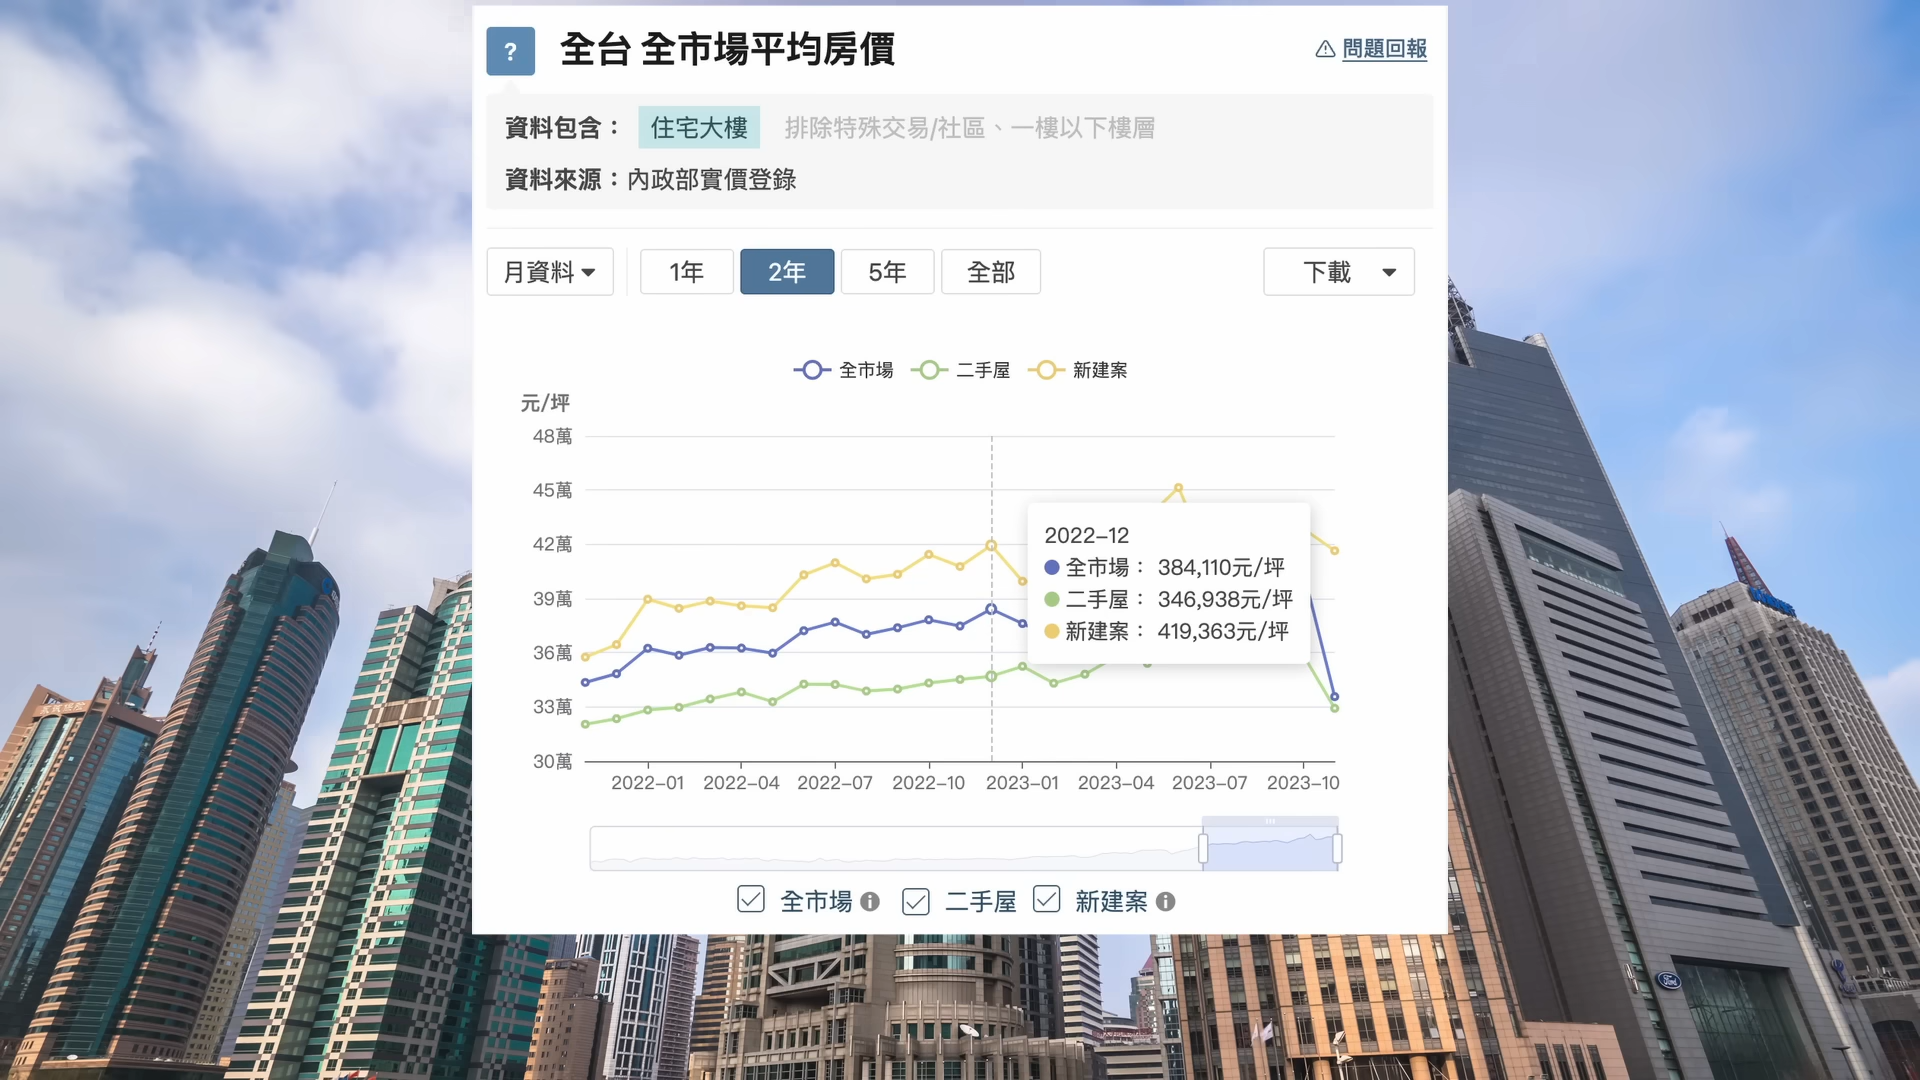 ?
全台 全市場平均房價
問題回報
資料包含： 住宅大樓 排除特殊交易/社區、一樓以下樓層
資料來源：內政部實價登錄
月資料 1年 2年 5年 全部 下載
全市場 二手屋 新建案
元/坪
48萬
45萬
42萬
39萬
36萬
33萬
30萬
2022-12
全市場： 384,110元/坪
二手屋： 346,938元/坪
新建案： 419,363元/坪
2022-01 2022-04 2022-07 2022-10 2023-01 2023-04 2023-07 2023-10
全市場 二手屋 新建案
Ford